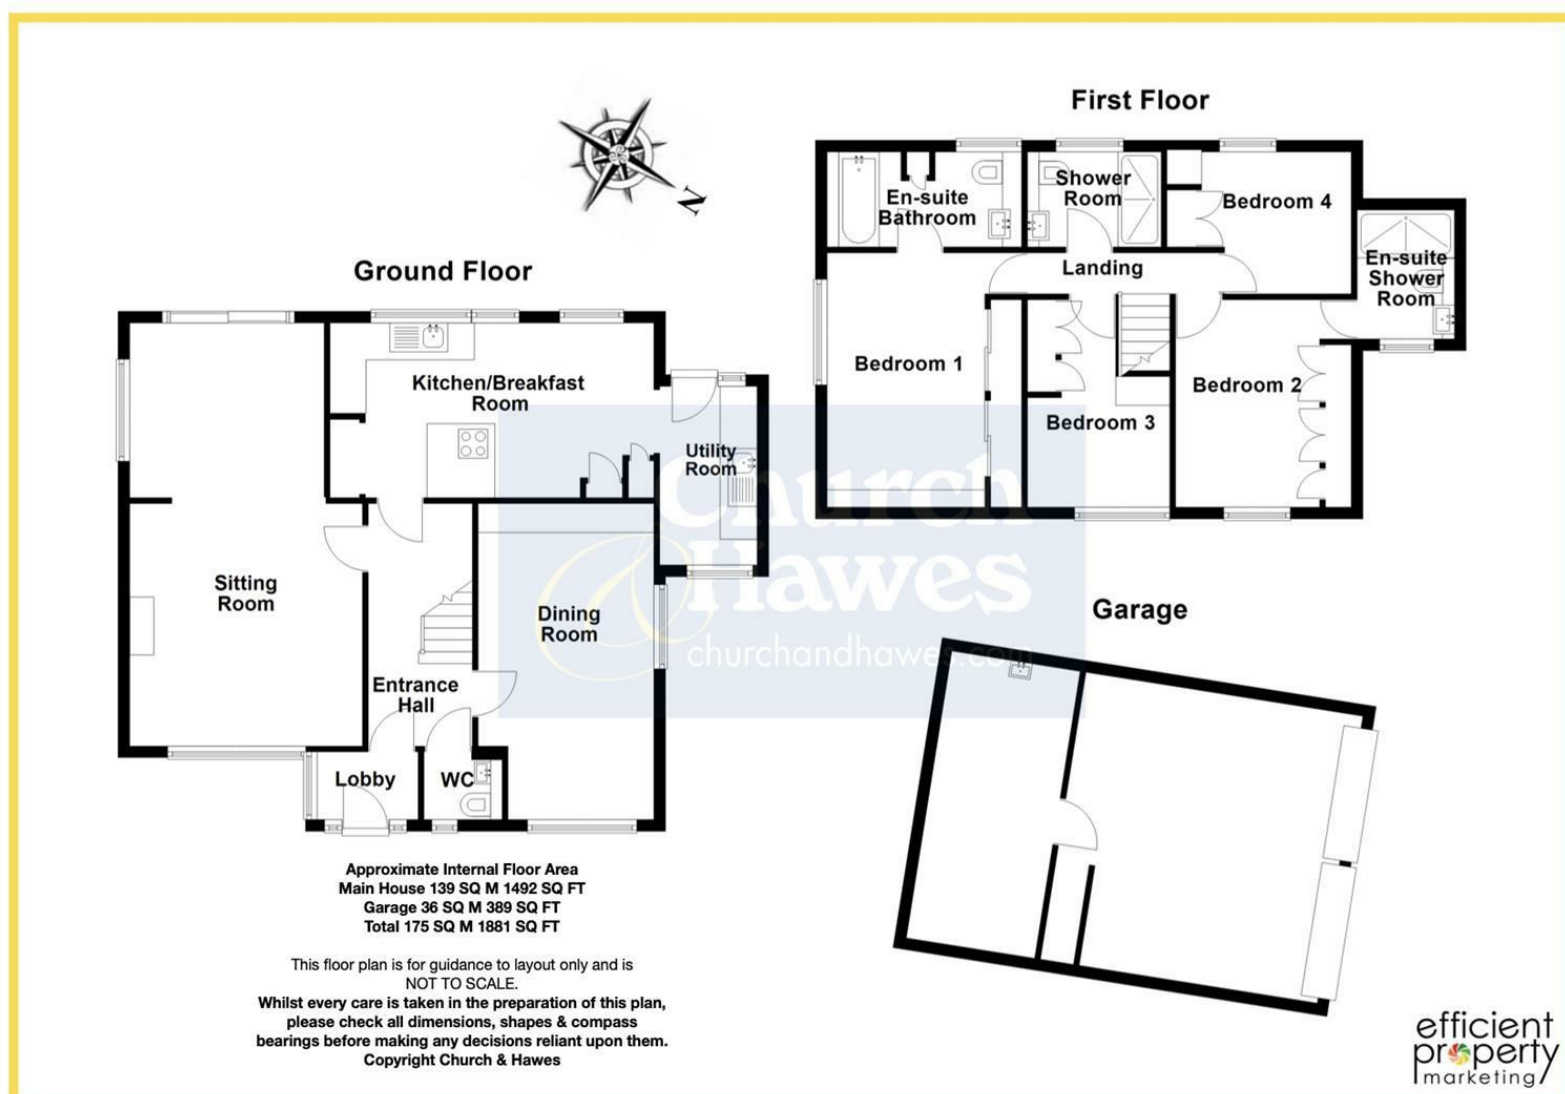 First Floor
En-suite
Bathroom
Shower
Room
Bedroom 4
Landing
En-suite
Shower
Room
Bedroom 1
Bedroom 2
Bedroom 3
N
Ground Floor
Kitchen/Breakfast
Room
Utility
Room
Sitting
Room
Dining
Room
Entrance
Hall
Lobby
WC
Church
& Hawes
churchandhawes.com
Garage
Approximate Internal Floor Area
Main House 139 SQ M 1492 SQ FT
Garage 36 SQ M 389 SQ FT
Total 175 SQ M 1881 SQ FT
This floor plan is for guidance to layout only and is
NOT TO SCALE.
Whilst every care is taken in the preparation of this plan,
please check all dimensions, shapes & compass
bearings before making any decisions reliant upon them.
Copyright Church & Hawes
efficient
property
marketing